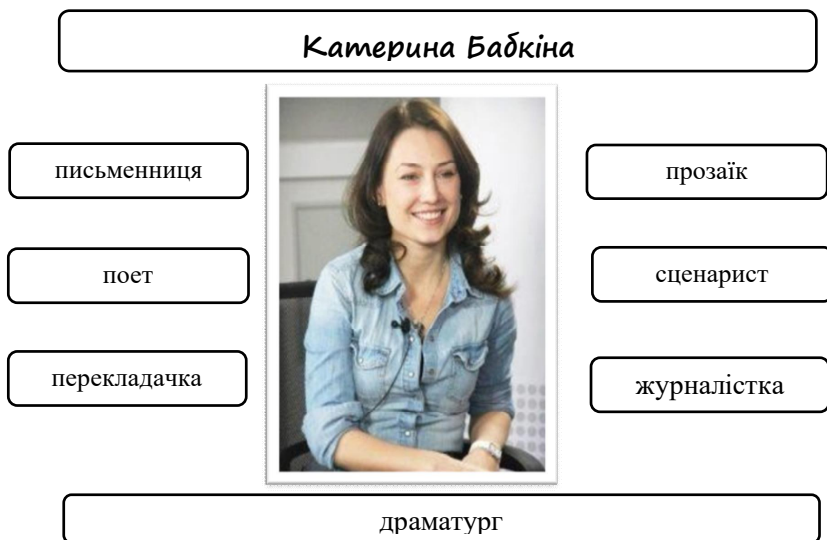 Катерина Бабкіна
письменниця
прозаїк
поет
сценарист
перекладачка
журналістка
драматург